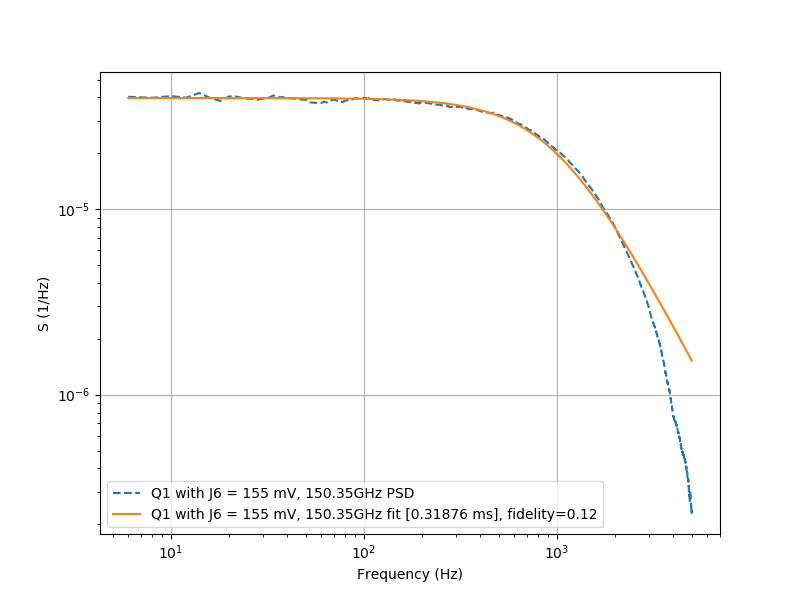 S (1/Hz)
10⁻⁵
10⁻⁶
Q1 with J6 = 155 mV, 150.35GHz PSD
Q1 with J6 = 155 mV, 150.35GHz fit [0.31876 ms], fidelity=0.12
10¹ 10² 10³
Frequency (Hz)